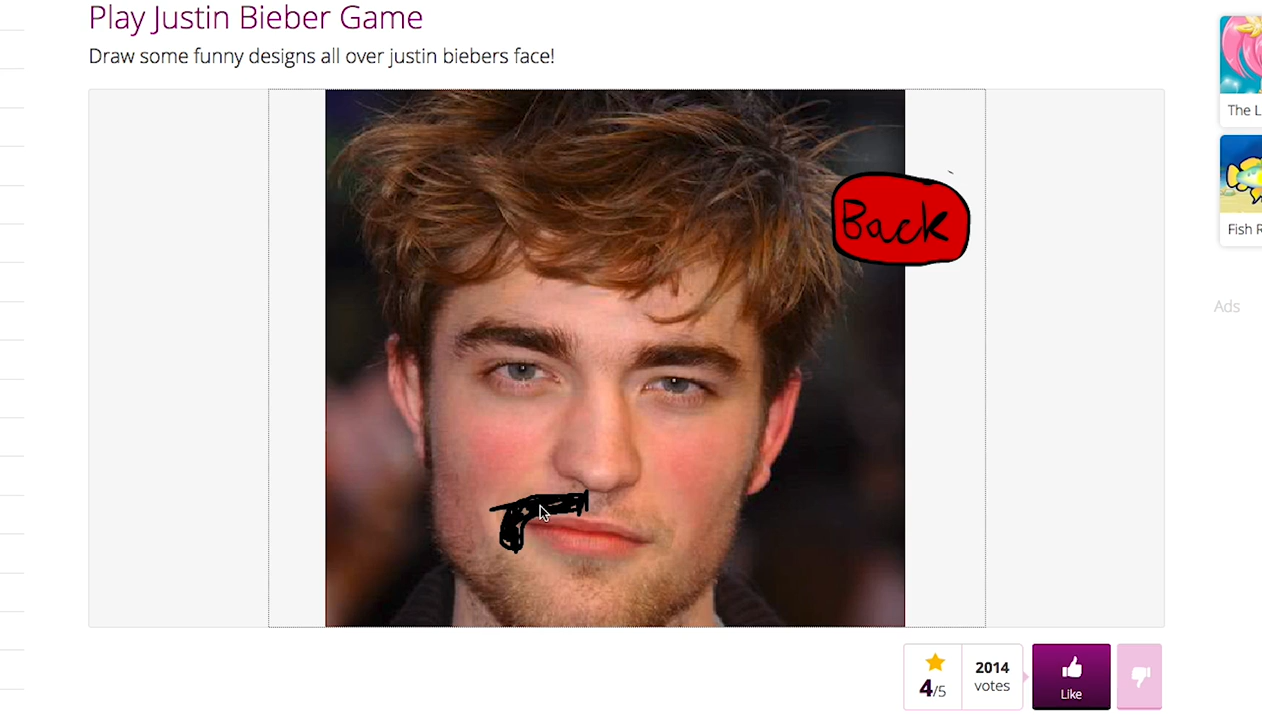 Play Justin Bieber Game
Draw some funny designs all over justin biebers face!
The L
Back
Fish R
Ads
4/5
2014
votes
Like